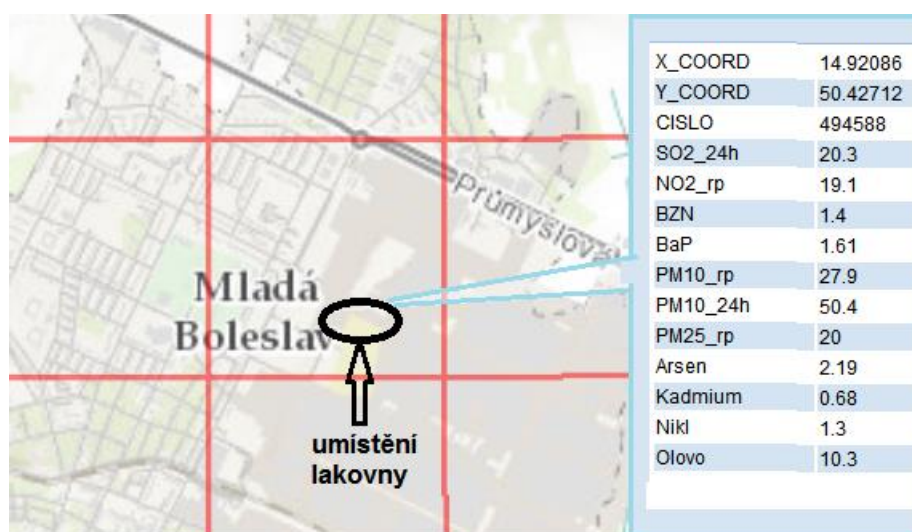 Průmyslová
Mladá
Boleslav
umístění
lakovny
X_COORD 14.92086
Y_COORD 50.42712
CISLO 494588
SO2_24h 20.3
NO2_rp 19.1
BZN 1.4
BaP 1.61
PM10_rp 27.9
PM10_24h 50.4
PM25_rp 20
Arsen 2.19
Kadmium 0.68
Nikl 1.3
Olovo 10.3